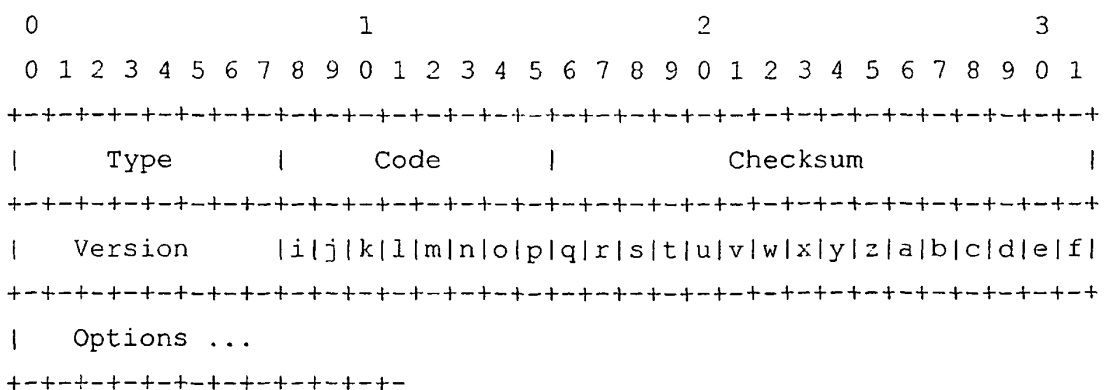 0                   1                   2                   3
 0 1 2 3 4 5 6 7 8 9 0 1 2 3 4 5 6 7 8 9 0 1 2 3 4 5 6 7 8 9 0 1
+-+-+-+-+-+-+-+-+-+-+-+-+-+-+-+-+-+-+-+-+-+-+-+-+-+-+-+-+-+-+-+-+
|     Type      |     Code      |          Checksum             |
+-+-+-+-+-+-+-+-+-+-+-+-+-+-+-+-+-+-+-+-+-+-+-+-+-+-+-+-+-+-+-+-+
|   Version     |i|j|k|l|m|n|o|p|q|r|s|t|u|v|w|x|y|z|a|b|c|d|e|f|
+-+-+-+-+-+-+-+-+-+-+-+-+-+-+-+-+-+-+-+-+-+-+-+-+-+-+-+-+-+-+-+-+
|   Options ...
+-+-+-+-+-+-+-+-+-+-+-+-